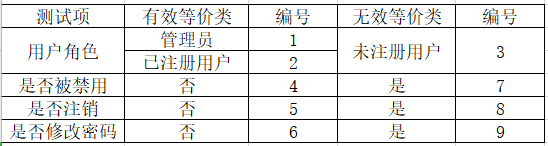 测试项 有效等价类 编号 无效等价类 编号
用户角色 管理员 1 未注册用户 3
已注册用户 2
是否被禁用 否 4 是 7
是否注销 否 5 是 8
是否修改密码 否 6 是 9